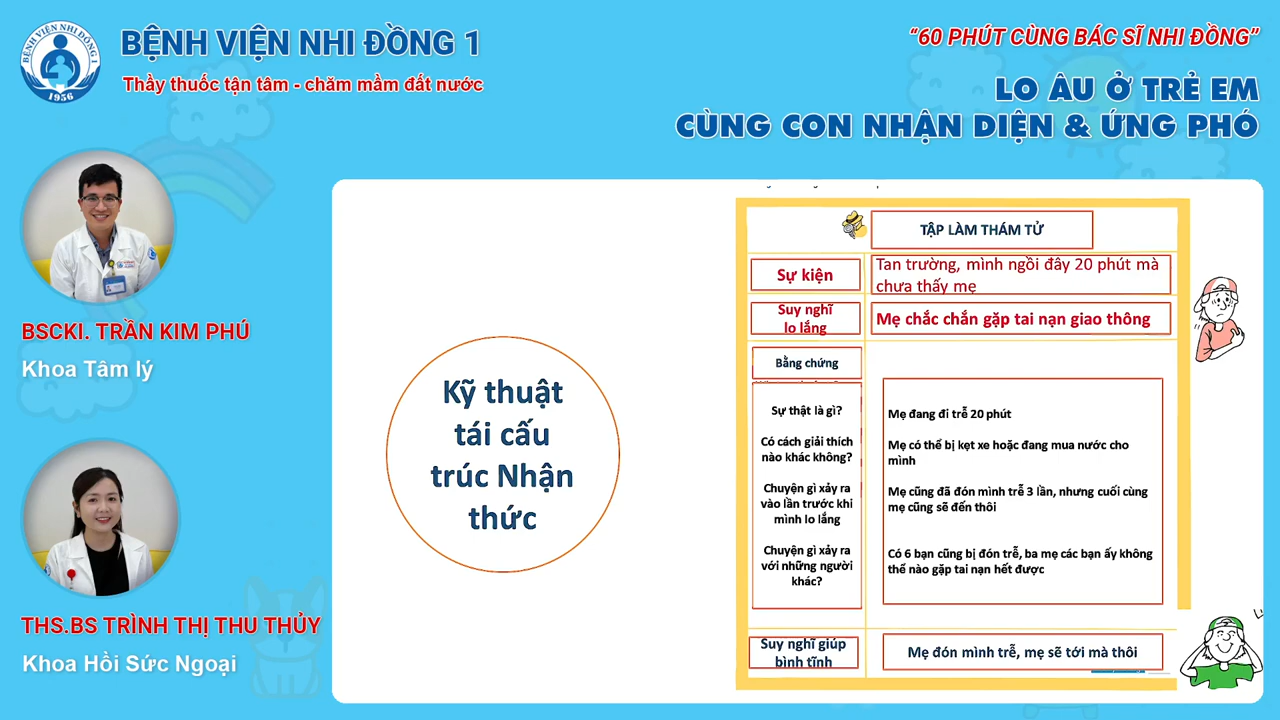 BỆNH VIỆN NHI ĐỒNG 1
1956
BỆNH VIỆN NHI ĐỒNG 1
Thầy thuốc tận tâm - chăm mầm đất nước
“60 PHÚT CÙNG BÁC SĨ NHI ĐỒNG”
LO ÂU Ở TRẺ EM
CÙNG CON NHẬN DIỆN & ỨNG PHÓ
BSCKI. TRẦN KIM PHÚ
Khoa Tâm lý
THS.BS TRÌNH THỊ THU THỦY
Khoa Hồi Sức Ngoại
Kỹ thuật
tái cấu
trúc Nhận
thức
TẬP LÀM THÁM TỬ
Sự kiện
Tan trường, mình ngồi đây 20 phút mà
chưa thấy mẹ
Suy nghĩ
lo lắng
Mẹ chắc chắn gặp tai nạn giao thông
Bằng chứng
Sự thật là gì?
Mẹ đang đi trễ 20 phút
Có cách giải thích
nào khác không?
Mẹ có thể bị kẹt xe hoặc đang mua nước cho
mình
Chuyện gì xảy ra
vào lần trước khi
mình lo lắng
Mẹ cũng đã đón mình trễ 3 lần, nhưng cuối cùng
mẹ cũng sẽ đến thôi
Chuyện gì xảy ra
với những người
khác?
Có 6 bạn cũng bị đón trễ, ba mẹ các bạn ấy không
thể nào gặp tai nạn hết được
Suy nghĩ giúp
bình tĩnh
Mẹ đón mình trễ, mẹ sẽ tới mà thôi